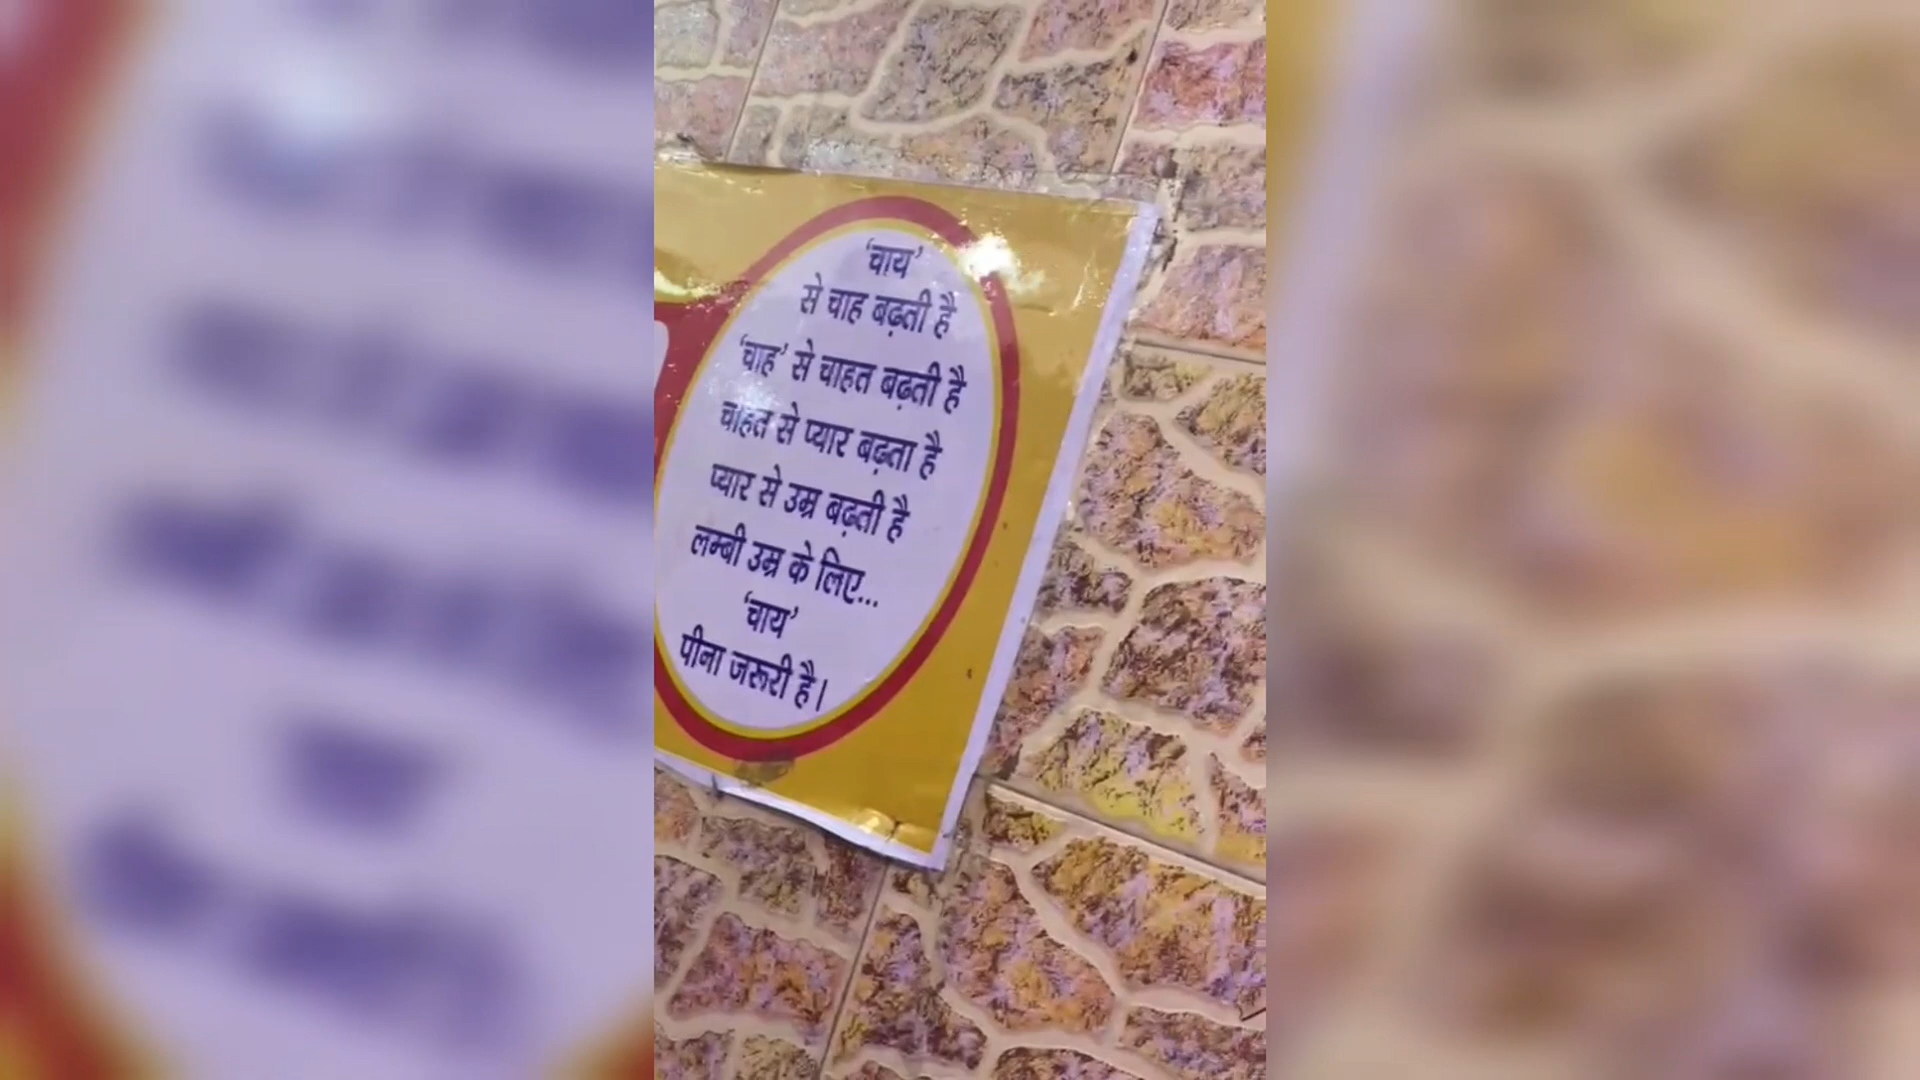 ‘चाय’
से चाह बढ़ती है
‘चाह’ से चाहत बढ़ती है
चाहत से प्यार बढ़ता है
प्यार से उम्र बढ़ती है
लम्बी उम्र के लिए...
‘चाय’
पीना जरूरी है।